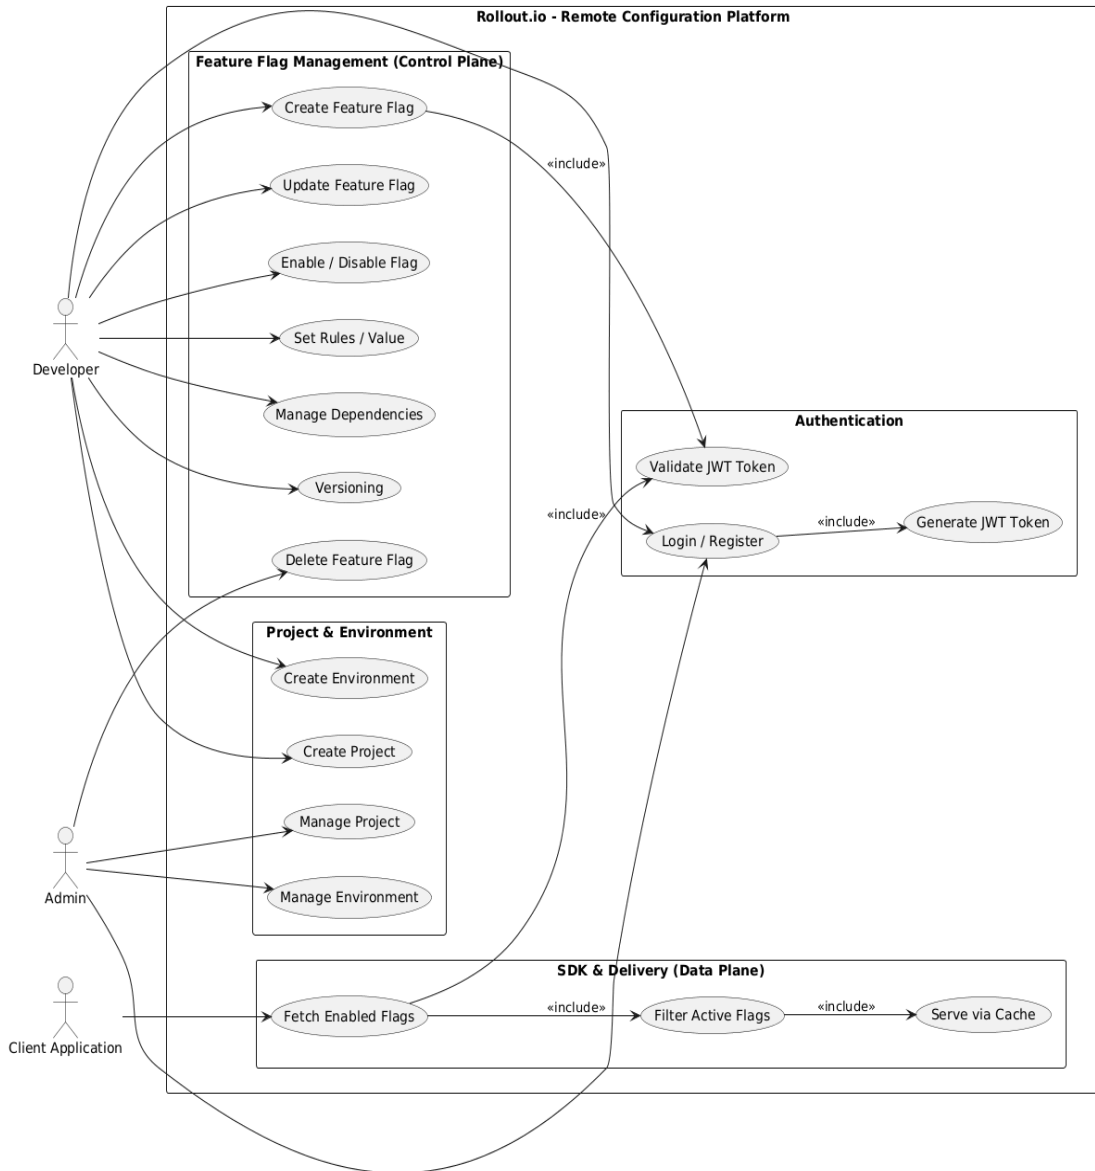 Rollout.io - Remote Configuration Platform
Feature Flag Management (Control Plane)
Create Feature Flag
«include»
Update Feature Flag
Enable / Disable Flag
Set Rules / Value
Developer
Manage Dependencies
Authentication
Validate JWT Token
Versioning
«include»
Login / Register
«include»
Generate JWT Token
Delete Feature Flag
Project & Environment
Create Environment
Create Project
Manage Project
Admin
Manage Environment
SDK & Delivery (Data Plane)
Fetch Enabled Flags
«include»
Filter Active Flags
«include»
Serve via Cache
Client Application